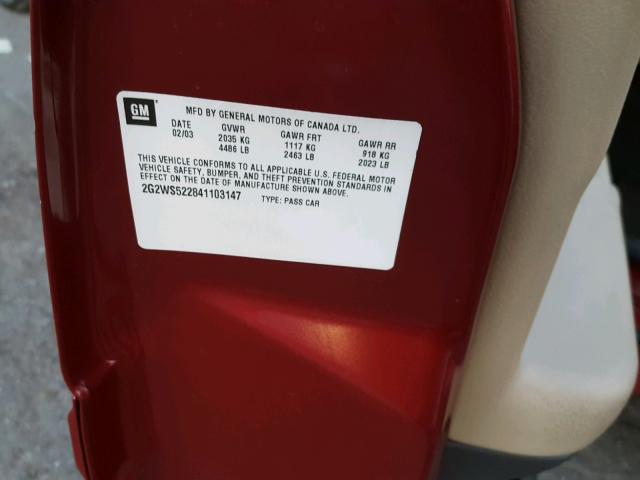 GM
MFD BY GENERAL MOTORS OF CANADA LTD.
DATE GVWR GAWR FRT GAWR RR
02/03 2035 KG 1117 KG 918 KG
4486 LB 2463 LB 2023 LB
THIS VEHICLE CONFORMS TO ALL APPLICABLE U.S. FEDERAL MOTOR
VEHICLE SAFETY, BUMPER, AND THEFT PREVENTION STANDARDS IN
EFFECT ON THE DATE OF MANUFACTURE SHOWN ABOVE.
2G2WS522841103147 TYPE: PASS CAR